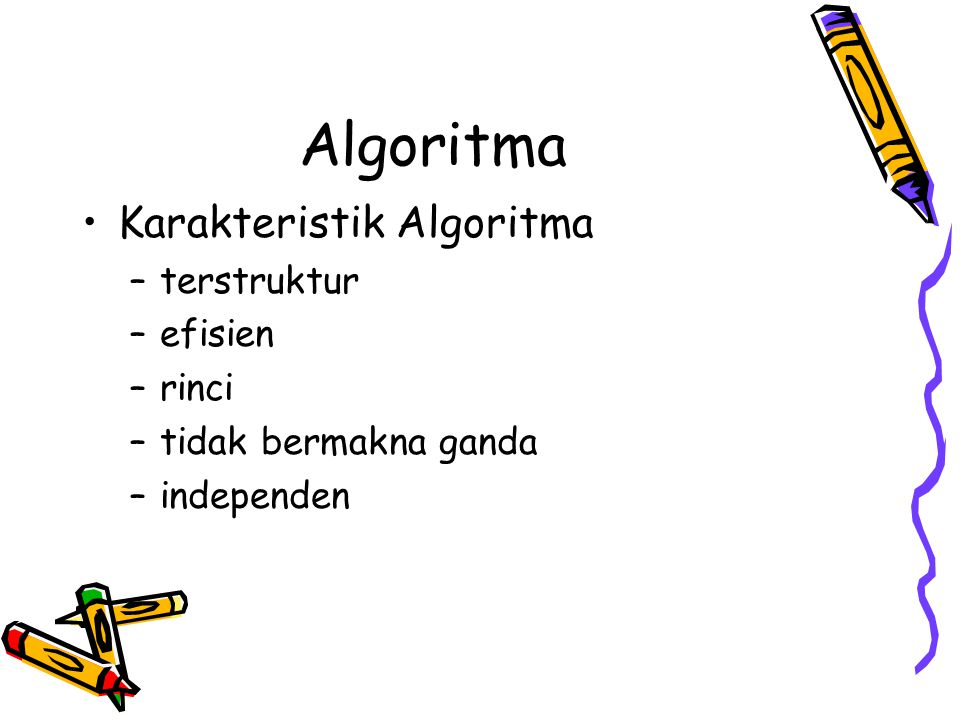 Algoritma
• Karakteristik Algoritma
– terstruktur
– efisien
– rinci
– tidak bermakna ganda
– independen